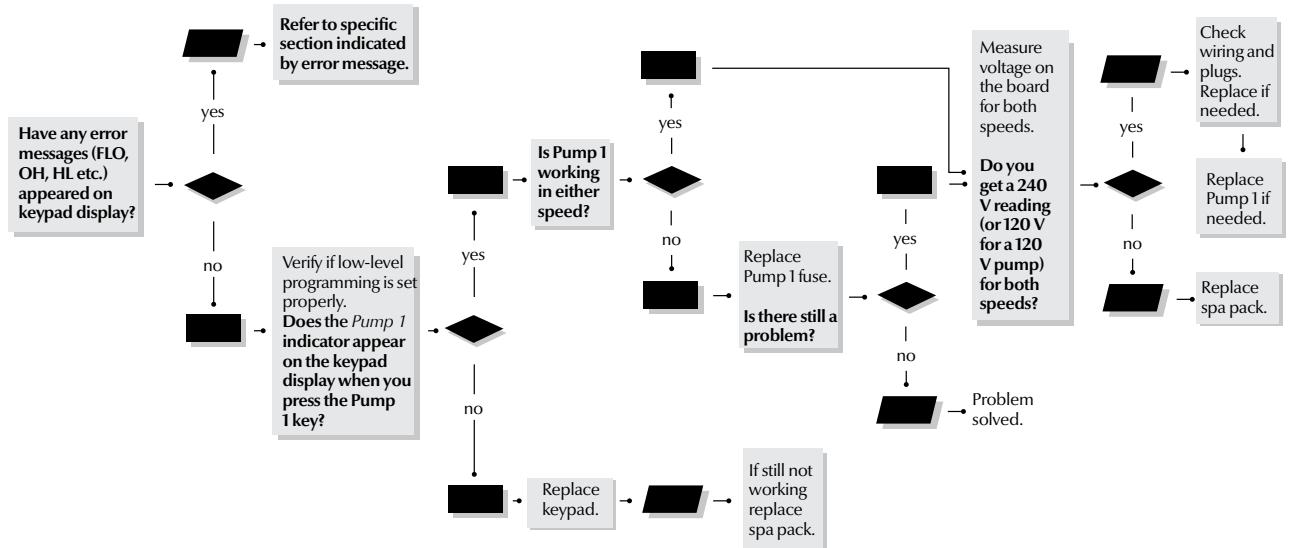 Refer to specific
section indicated
by error message.
yes
Have any error
messages (FLO,
OH, HL etc.)
appeared on
keypad display?
no
Verify if low-level
programming is set
properly.
Does the Pump 1
indicator appear
on the keypad
display when you
press the Pump
1 key?
yes
Is Pump 1
working
in either
speed?
yes
no
Replace
Pump 1 fuse.
Is there still a
problem?
yes
no
Problem
solved.
Measure
voltage on
the board
for both
speeds.
Do you
get a 240
V reading
(or 120 V
for a 120
V pump)
for both
speeds?
yes
Check
wiring and
plugs.
Replace if
needed.
Replace
Pump 1 if
needed.
no
Replace
spa pack.
no
Replace
keypad.
If still not
working
replace
spa pack.